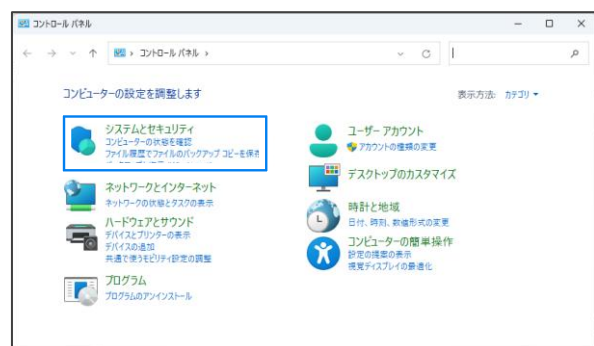 コントロール パネル
コントロール パネル
コンピューターの設定を調整します
表示方法: カテゴリ
システムとセキュリティ
コンピューターの状態を確認
ファイル履歴でファイルのバックアップ コピーを保存
ネットワークとインターネット
ネットワークの状態とタスクの表示
ハードウェアとサウンド
デバイスとプリンターの表示
デバイスの追加
共通で使うモビリティ設定の調整
プログラム
プログラムのアンインストール
ユーザー アカウント
アカウントの種類の変更
デスクトップのカスタマイズ
時計と地域
日付、時刻、数値形式の変更
コンピューターの簡単操作
設定の提案の表示
視覚ディスプレイの最適化